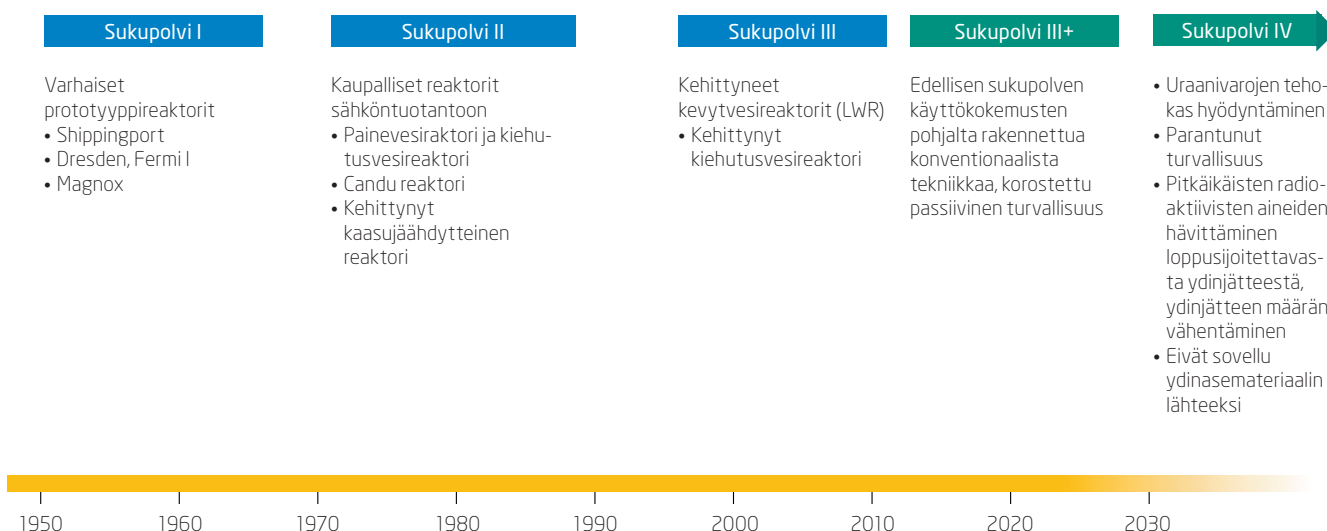 Sukupolvi I
Varhaiset
prototyyppireaktorit
• Shippingport
• Dresden, Fermi I
• Magnox
Sukupolvi II
Kaupalliset reaktorit
sähköntuotantoon
• Painevesiraktori ja kiehu-
tusvesireaktori
• Candu reaktori
• Kehittynyt
kaasujäähdytteinen
reaktori
Sukupolvi III
Kehittyneet
kevytvesireaktorit (LWR)
• Kehittynyt
kiehutusvesireaktori
Sukupolvi III+
Edellisen sukupolven
käyttökokemusten
pohjalta rakennettua
konventionaalista
tekniikkaa, korostettu
passiivinen turvallisuus
Sukupolvi IV
• Uraanivarojen teho-
kas hyödyntäminen
• Parantunut
turvallisuus
• Pitkäikäisten radio-
aktiivisten aineiden
hävittäminen
loppusijoitettavas-
ta ydinjätteestä,
ydinjätteen määrän
vähentäminen
• Eivät sovellu
ydinasemateriaalin
lähteeksi
1950 1960 1970 1980 1990 2000 2010 2020 2030